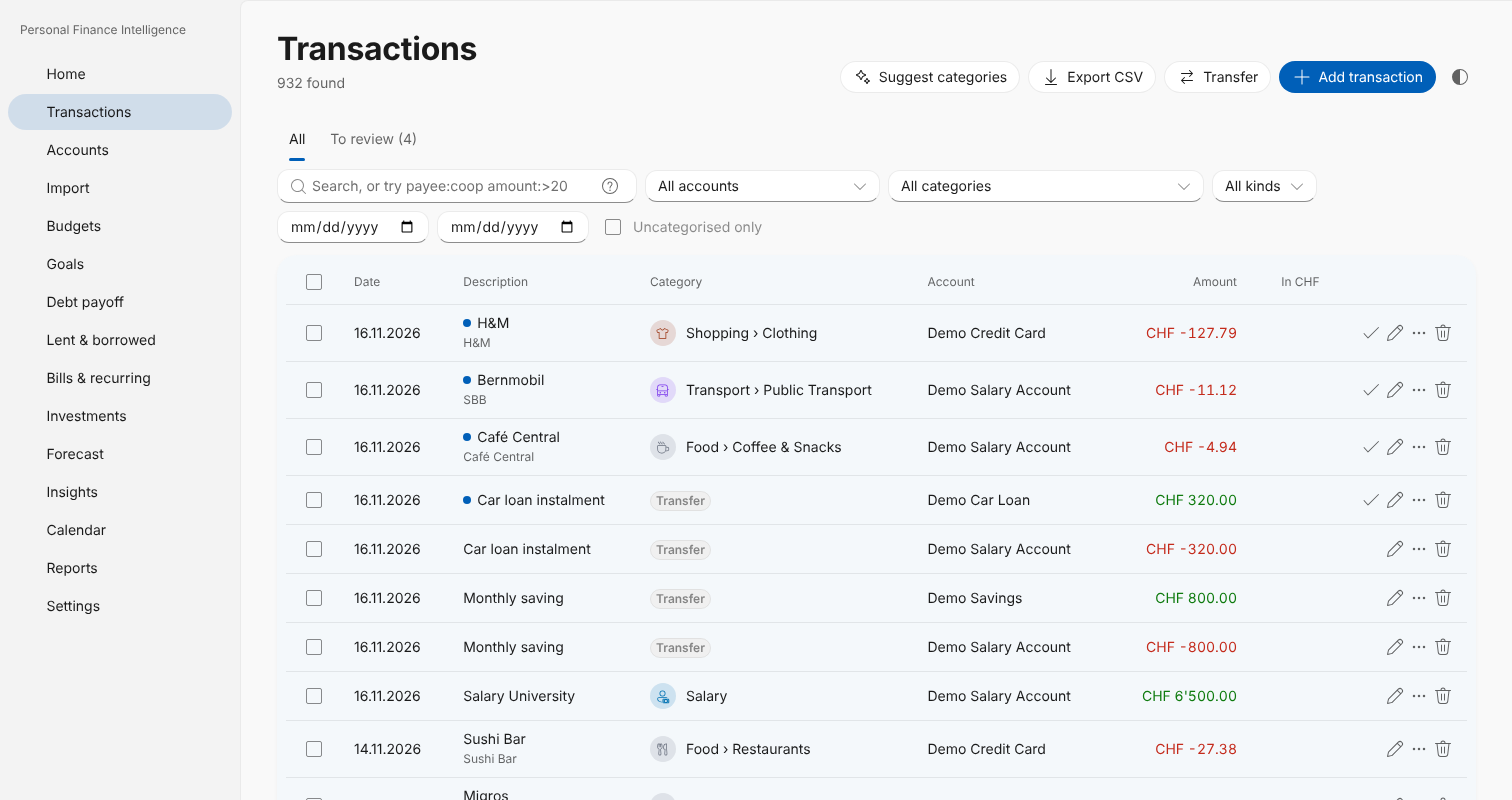 Personal Finance Intelligence
Home
Transactions
Accounts
Import
Budgets
Goals
Debt payoff
Lent & borrowed
Bills & recurring
Investments
Forecast
Insights
Calendar
Reports
Settings
Transactions
932 found
Suggest categories Export CSV Transfer Add transaction
All To review (4)
Search, or try payee:coop amount:>20 All accounts All categories All kinds
mm/dd/yyyy mm/dd/yyyy Uncategorised only
Date Description Category Account Amount In CHF
16.11.2026 H&M Shopping › Clothing Demo Credit Card CHF -127.79
H&M
16.11.2026 Bernmobil Transport › Public Transport Demo Salary Account CHF -11.12
SBB
16.11.2026 Café Central Food › Coffee & Snacks Demo Salary Account CHF -4.94
Café Central
16.11.2026 Car loan instalment Transfer Demo Car Loan CHF 320.00
16.11.2026 Car loan instalment Transfer Demo Salary Account CHF -320.00
16.11.2026 Monthly saving Transfer Demo Savings CHF 800.00
16.11.2026 Monthly saving Transfer Demo Salary Account CHF -800.00
16.11.2026 Salary University Salary Demo Salary Account CHF 6'500.00
14.11.2026 Sushi Bar Food › Restaurants Demo Credit Card CHF -27.38
Sushi Bar
Migros